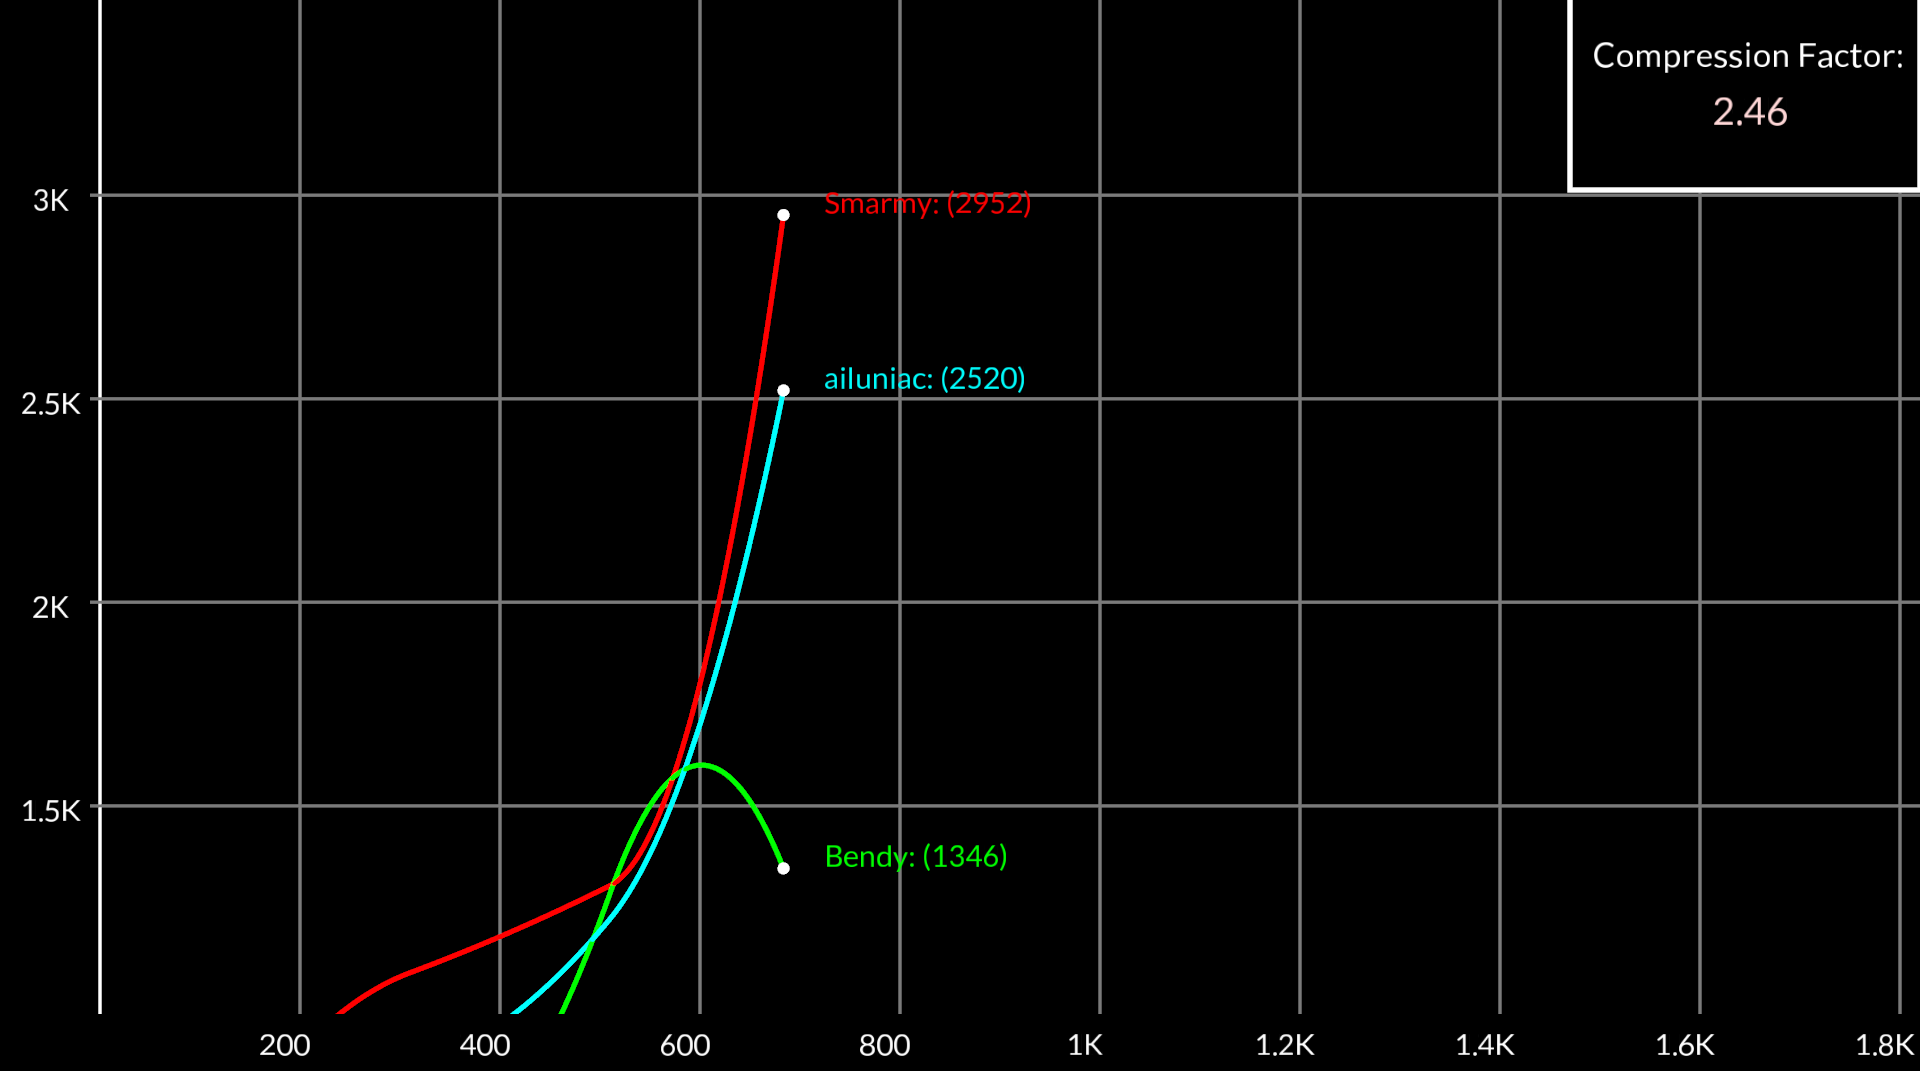 Compression Factor:
2.46
3K
Smarmy: (2952)
ailuniac: (2520)
2.5K
2K
1.5K
Bendy: (1346)
200 400 600 800 1K 1.2K 1.4K 1.6K 1.8K